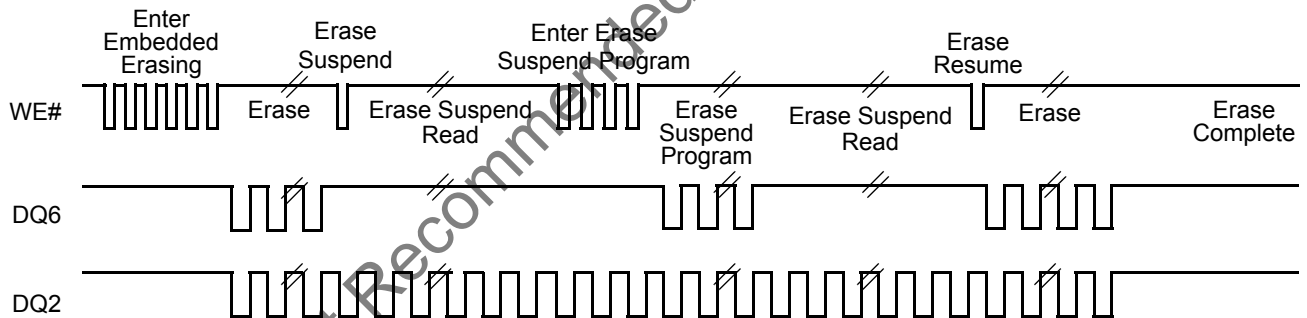 Enter
Embedded
Erasing
Erase
Suspend
Enter Erase
Suspend Program
Erase
Resume
WE#
Erase
Erase Suspend
Read
Erase
Suspend
Program
Erase Suspend
Read
Erase
Erase
Complete
DQ6
DQ2
Recommended